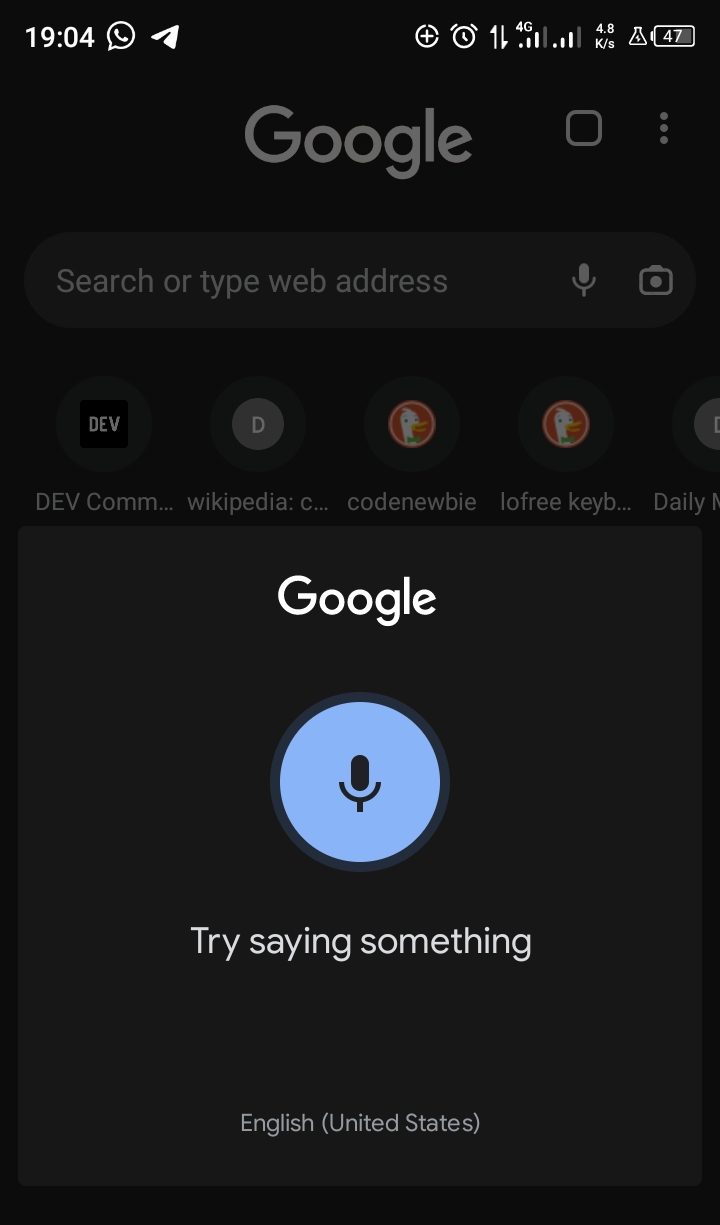 19:04 4G 4.8 K/s 47
Google
Search or type web address
DEV D
DEV Comm... wikipedia: c... codenewbie lofree keyb... Daily
Google
Try saying something
English (United States)